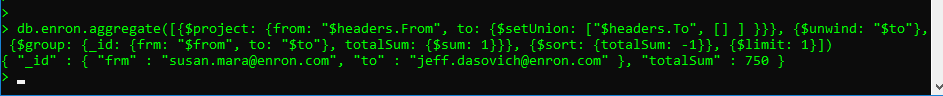 >
> db.enron.aggregate([{$project: {from: "$headers.From", to: {$setUnion: ["$headers.To", [] ] }}}, {$unwind: "$to"},
 {$group: {_id: {frm: "$from", to: "$to"}, totalSum: {$sum: 1}}}, {$sort: {totalSum: -1}}, {$limit: 1}])
{ "_id" : { "frm" : "susan.mara@enron.com", "to" : "jeff.dasovich@enron.com" }, "totalSum" : 750 }
>